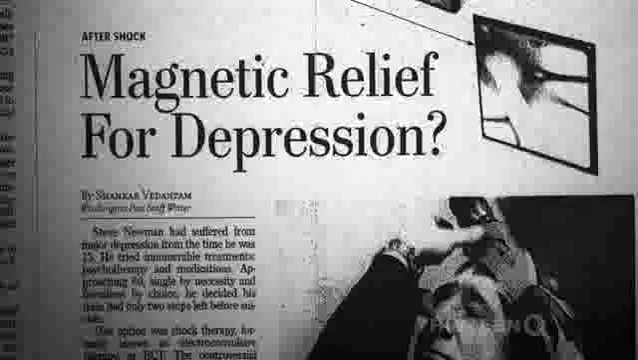 AFTER SHOCK
Magnetic Relief
For Depression?
By SHANKAR VEDANTAM
Washington Post Staff Writer
Steve Newman had suffered from
major depression from the time he was
15. He tried innumerable treatments:
psychotherapy and medications. Ap-
proaching 60, single by necessity and
by choice, he decided his
had only two steps left before sui-
cide.
One option was shock therapy, for-
mally known as electroconvulsive
therapy, or ECT. The controversial